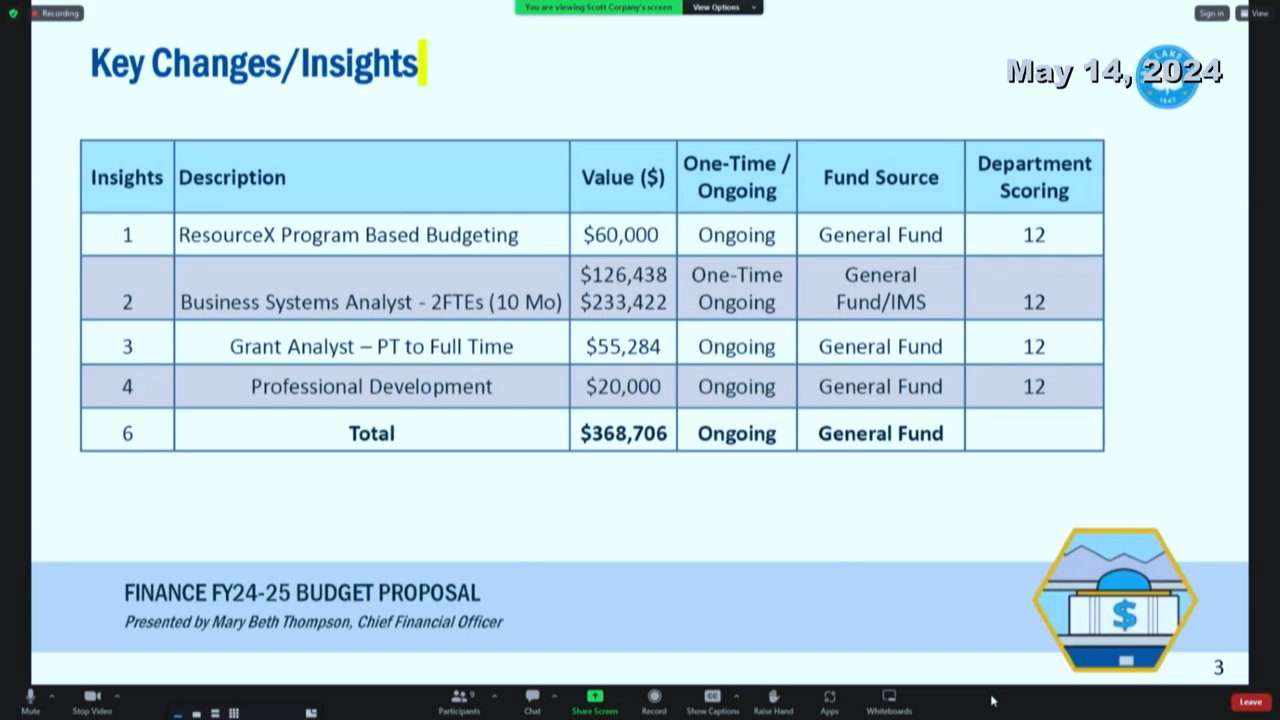 Recording
You are viewing Scott Corpany's screen
View Options
Sign in
View
Key Changes/Insights
May 14, 2024
LAKE
1847
Insights Description Value ($) One-Time / Ongoing Fund Source Department Scoring
1 ResourceX Program Based Budgeting $60,000 Ongoing General Fund 12
$126,438 One-Time General
2 Business Systems Analyst - 2FTEs (10 Mo) $233,422 Ongoing Fund/IMS 12
3 Grant Analyst – PT to Full Time $55,284 Ongoing General Fund 12
4 Professional Development $20,000 Ongoing General Fund 12
6 Total $368,706 Ongoing General Fund
FINANCE FY24-25 BUDGET PROPOSAL
Presented by Mary Beth Thompson, Chief Financial Officer
$
3
Mute
Stop Video
9
Participants
Chat
Share Screen
Record
CC
Show Captions
Raise Hand
Apps
Whiteboards
Leave